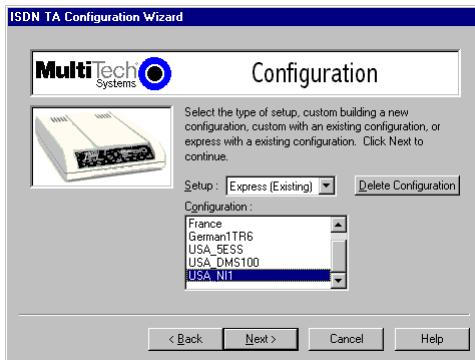 ISDN TA Configuration Wizard
MultiTech
Systems
Configuration
Select the type of setup, custom building a new
configuration, custom with an existing configuration, or
express with a existing configuration. Click Next to
continue.
Setup : Express (Existing) Delete Configuration
Configuration :
France
German1TR6
USA_5ESS
USA_DMS100
USA_NI1
< Back Next > Cancel Help